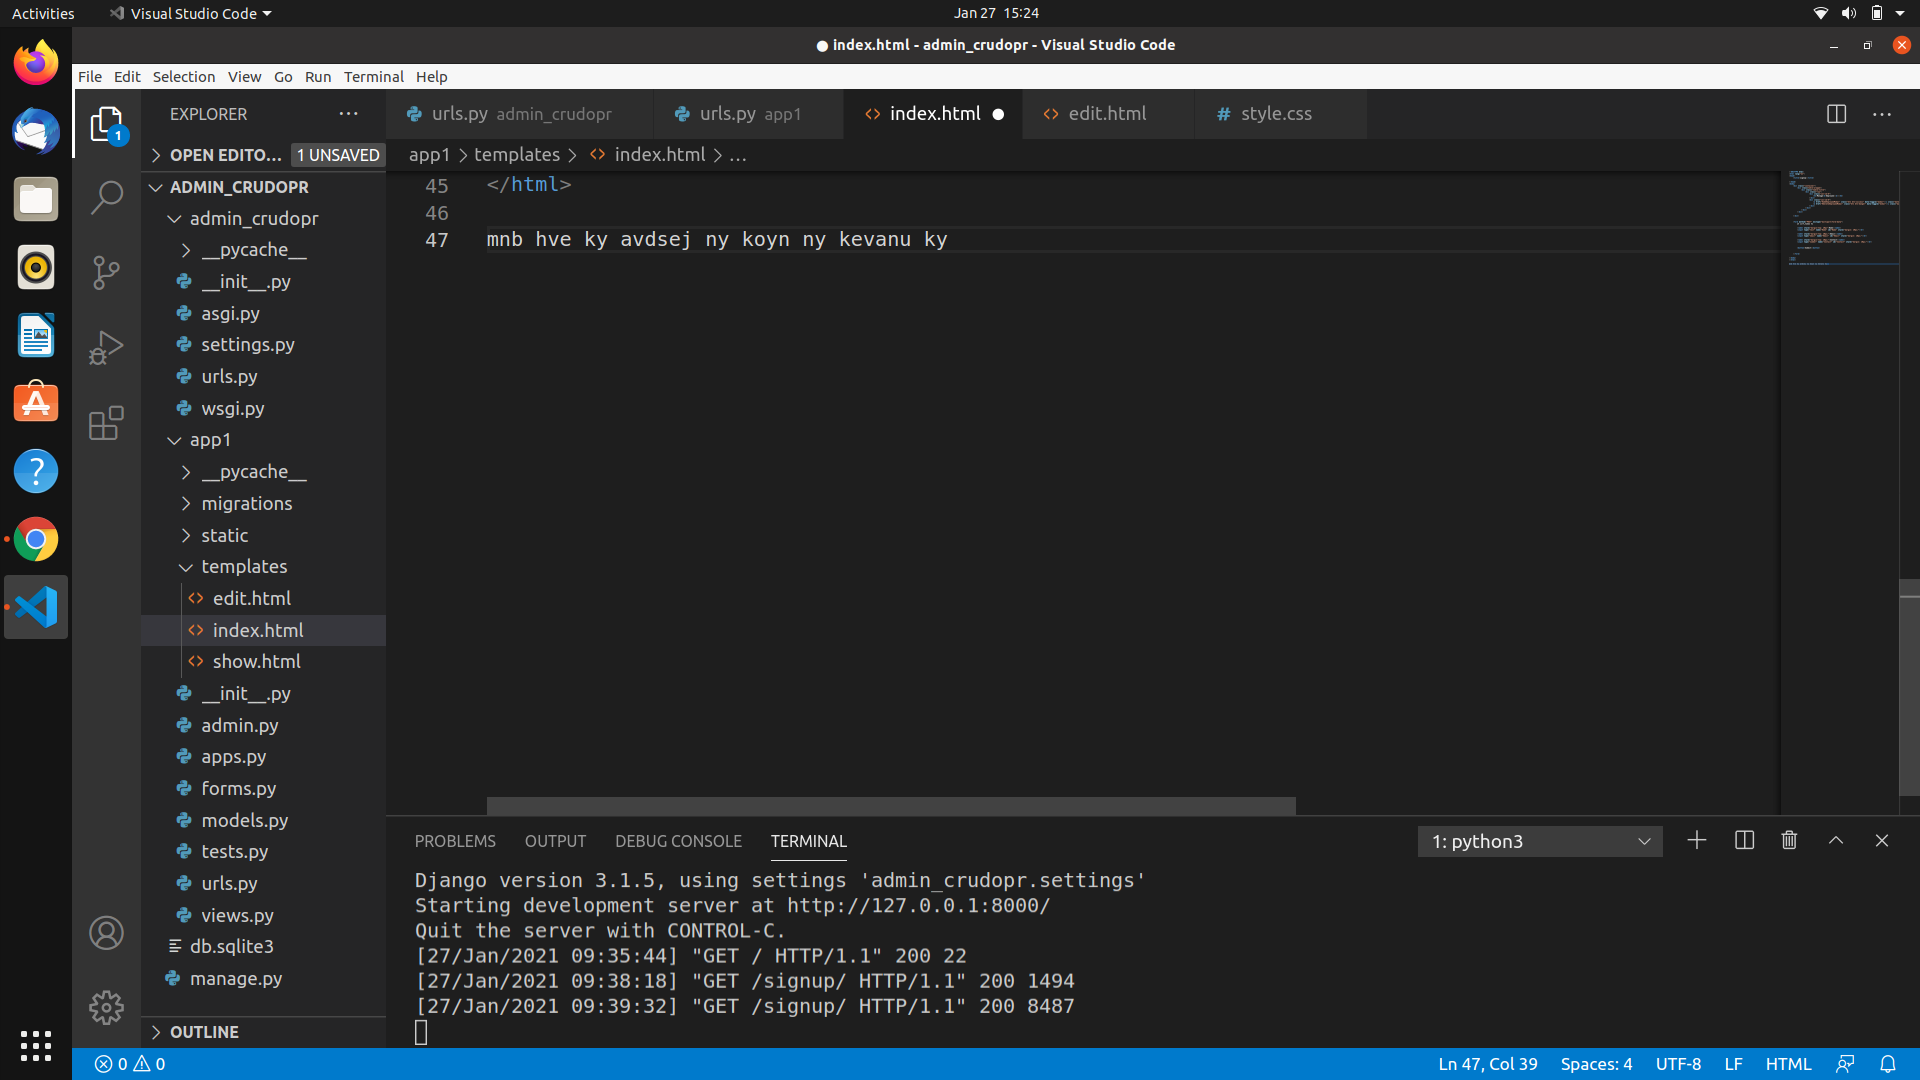 Activities
Visual Studio Code
Jan 27 15:24
index.html - admin_crudopr - Visual Studio Code
File Edit Selection View Go Run Terminal Help
EXPLORER
1
OPEN EDITO... 1 UNSAVED
ADMIN_CRUDOPR
admin_crudopr
__pycache__
__init__.py
asgi.py
settings.py
urls.py
wsgi.py
app1
__pycache__
migrations
static
templates
edit.html
index.html
show.html
__init__.py
admin.py
apps.py
forms.py
models.py
tests.py
urls.py
views.py
db.sqlite3
manage.py
OUTLINE
urls.py admin_crudopr
urls.py app1
index.html
edit.html
# style.css
app1 > templates > index.html > ...
45 </html>
46
47 mnb hve ky avdsej ny koyn ny kevanu ky
PROBLEMS OUTPUT DEBUG CONSOLE TERMINAL
1: python3
Django version 3.1.5, using settings 'admin_crudopr.settings'
Starting development server at http://127.0.0.1:8000/
Quit the server with CONTROL-C.
[27/Jan/2021 09:35:44] "GET / HTTP/1.1" 200 22
[27/Jan/2021 09:38:18] "GET /signup/ HTTP/1.1" 200 1494
[27/Jan/2021 09:39:32] "GET /signup/ HTTP/1.1" 200 8487
0 0
Ln 47, Col 39 Spaces: 4 UTF-8 LF HTML